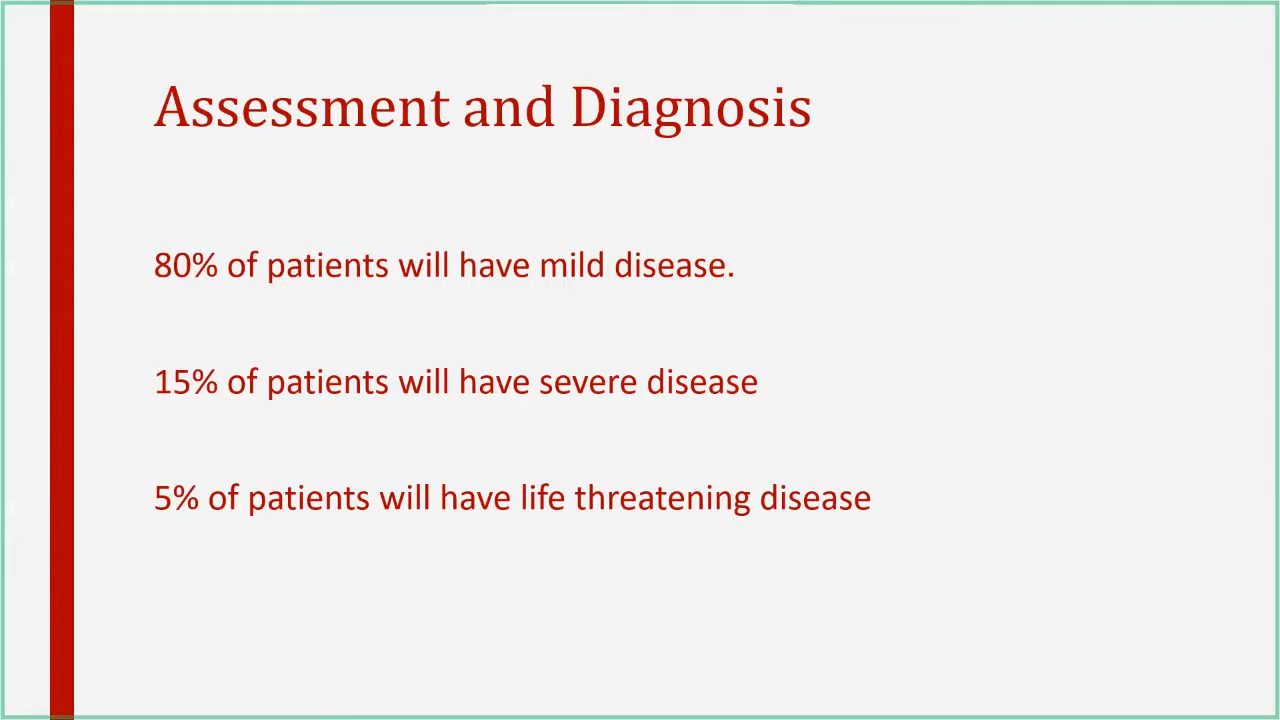 Assessment and Diagnosis
80% of patients will have mild disease.
15% of patients will have severe disease
5% of patients will have life threatening disease